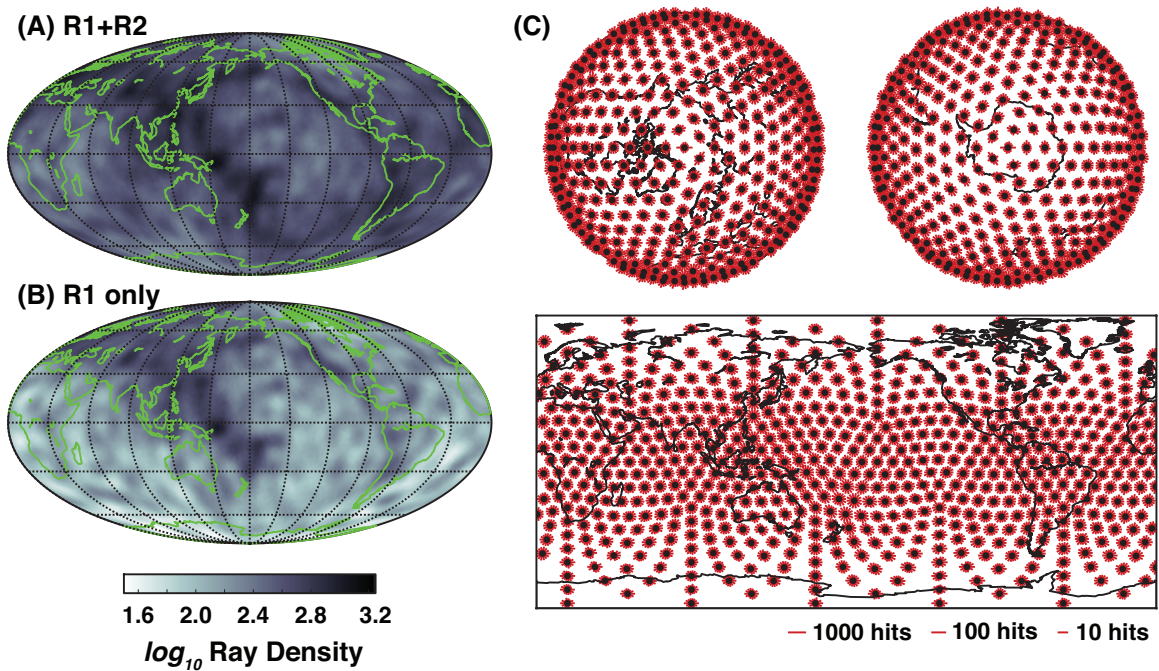 (A) R1+R2
(B) R1 only
1.6 2.0 2.4 2.8 3.2
log10 Ray Density
(C)
1000 hits 100 hits 10 hits